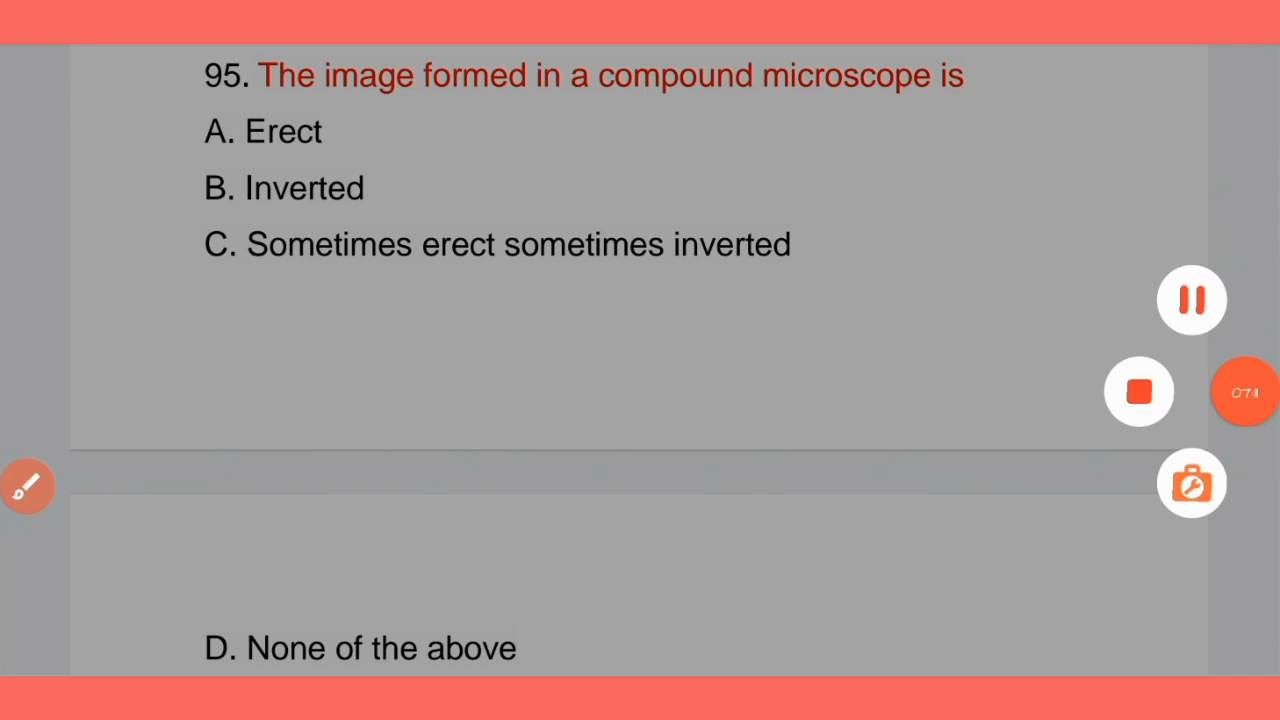 95. The image formed in a compound microscope is
A. Erect
B. Inverted
C. Sometimes erect sometimes inverted
D. None of the above